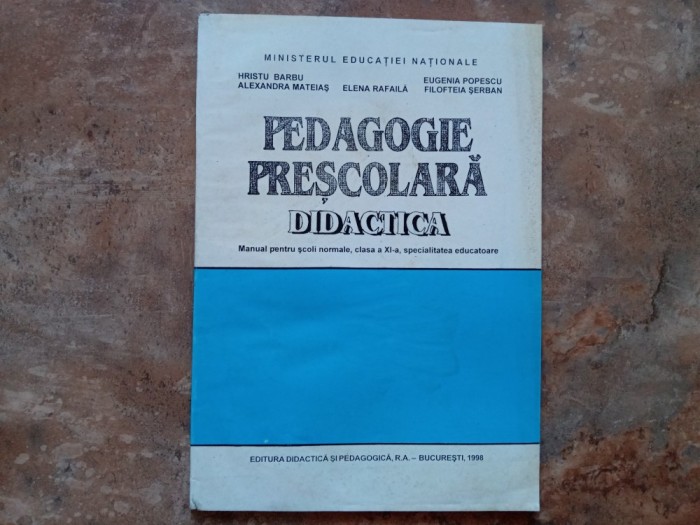 MINISTERUL EDUCAȚIEI NAȚIONALE
HRISTU BARBU EUGENIA POPESCU
ALEXANDRA MATEIAȘ ELENA RAFAILĂ FILOFTEIA ȘERBAN
PEDAGOGIE
PREȘCOLARĂ
DIDACTICA
Manual pentru școli normale, clasa a XI-a, specialitatea educatoare
EDITURA DIDACTICĂ ȘI PEDAGOGICĂ, R.A. – BUCUREȘTI, 1998